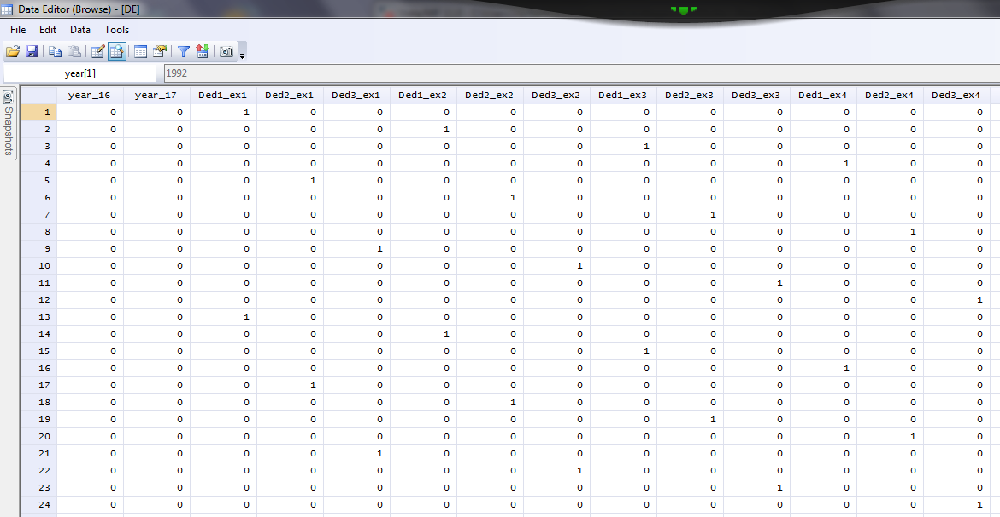 Data Editor (Browse) - [DE]
File Edit Data Tools
year[1] 1992
Snapshots
year_16 year_17 Ded1_ex1 Ded2_ex1 Ded3_ex1 Ded1_ex2 Ded2_ex2 Ded3_ex2 Ded1_ex3 Ded2_ex3 Ded3_ex3 Ded1_ex4 Ded2_ex4 Ded3_ex4
1 0 0 1 0 0 0 0 0 0 0 0 0 0 0
2 0 0 0 0 0 1 0 0 0 0 0 0 0 0
3 0 0 0 0 0 0 0 0 1 0 0 0 0 0
4 0 0 0 0 0 0 0 0 0 0 0 1 0 0
5 0 0 0 1 0 0 0 0 0 0 0 0 0 0
6 0 0 0 0 0 0 1 0 0 0 0 0 0 0
7 0 0 0 0 0 0 0 0 0 1 0 0 0 0
8 0 0 0 0 0 0 0 0 0 0 0 0 1 0
9 0 0 0 0 1 0 0 0 0 0 0 0 0 0
10 0 0 0 0 0 0 0 1 0 0 0 0 0 0
11 0 0 0 0 0 0 0 0 0 0 1 0 0 0
12 0 0 0 0 0 0 0 0 0 0 0 0 0 1
13 0 0 1 0 0 0 0 0 0 0 0 0 0 0
14 0 0 0 0 0 1 0 0 0 0 0 0 0 0
15 0 0 0 0 0 0 0 0 1 0 0 0 0 0
16 0 0 0 0 0 0 0 0 0 0 0 1 0 0
17 0 0 0 1 0 0 0 0 0 0 0 0 0 0
18 0 0 0 0 0 0 1 0 0 0 0 0 0 0
19 0 0 0 0 0 0 0 0 0 1 0 0 0 0
20 0 0 0 0 0 0 0 0 0 0 0 0 1 0
21 0 0 0 0 1 0 0 0 0 0 0 0 0 0
22 0 0 0 0 0 0 0 1 0 0 0 0 0 0
23 0 0 0 0 0 0 0 0 0 0 1 0 0 0
24 0 0 0 0 0 0 0 0 0 0 0 0 0 1